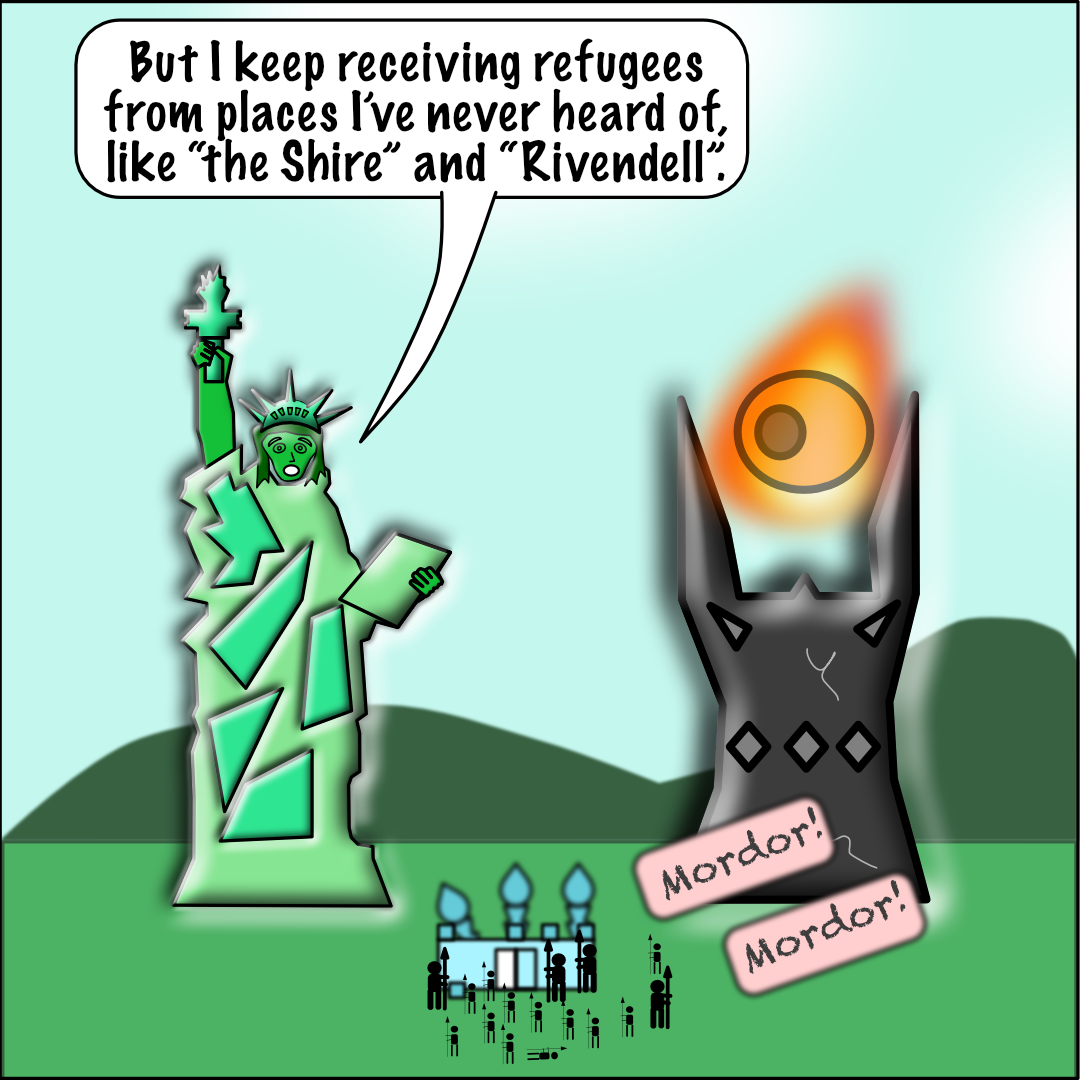 But I keep receiving refugees
from places I've never heard of,
like “the Shire” and “Rivendell”.
Mordor!
Mordor!